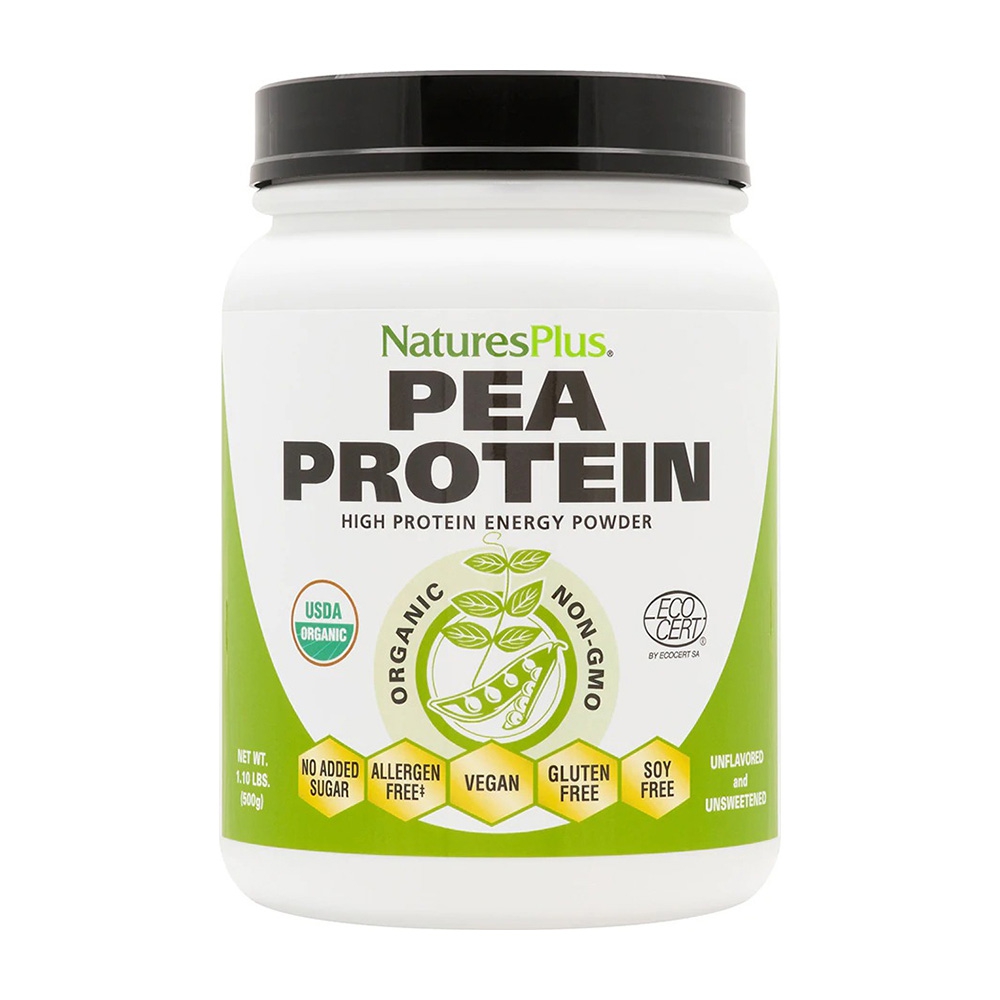 NaturesPlus®
PEA
PROTEIN
HIGH PROTEIN ENERGY POWDER
ORGANIC
NON-GMO
USDA
ORGANIC
ECO
CERT®
BY ECOCERT SA
NET WT.
1.10 LBS.
(500g)
NO ADDED
SUGAR
ALLERGEN
FREE‡
VEGAN
GLUTEN
FREE
SOY
FREE
UNFLAVORED
and
UNSWEETENED